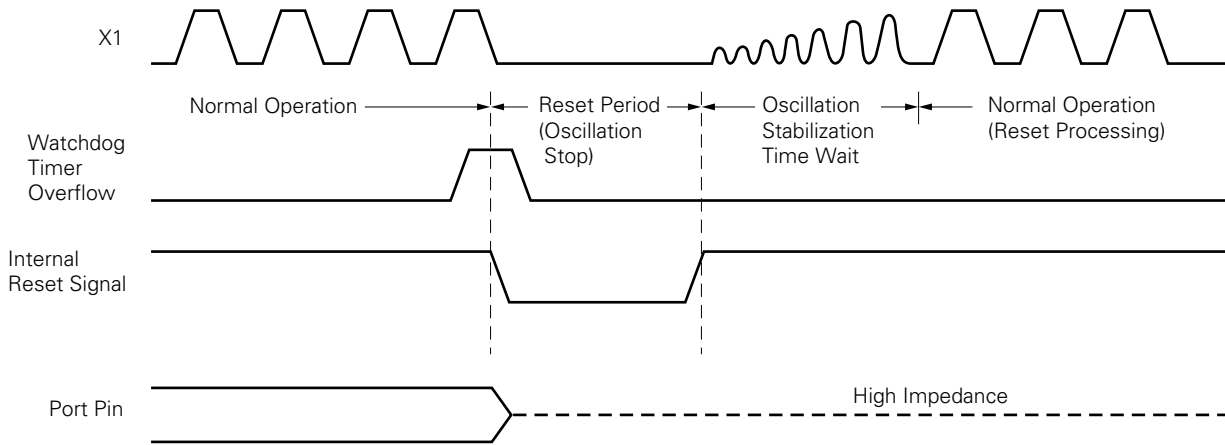 X1
Normal Operation
Reset Period
(Oscillation
Stop)
Oscillation
Stabilization
Time Wait
Normal Operation
(Reset Processing)
Watchdog
Timer
Overflow
Internal
Reset Signal
Port Pin
High Impedance